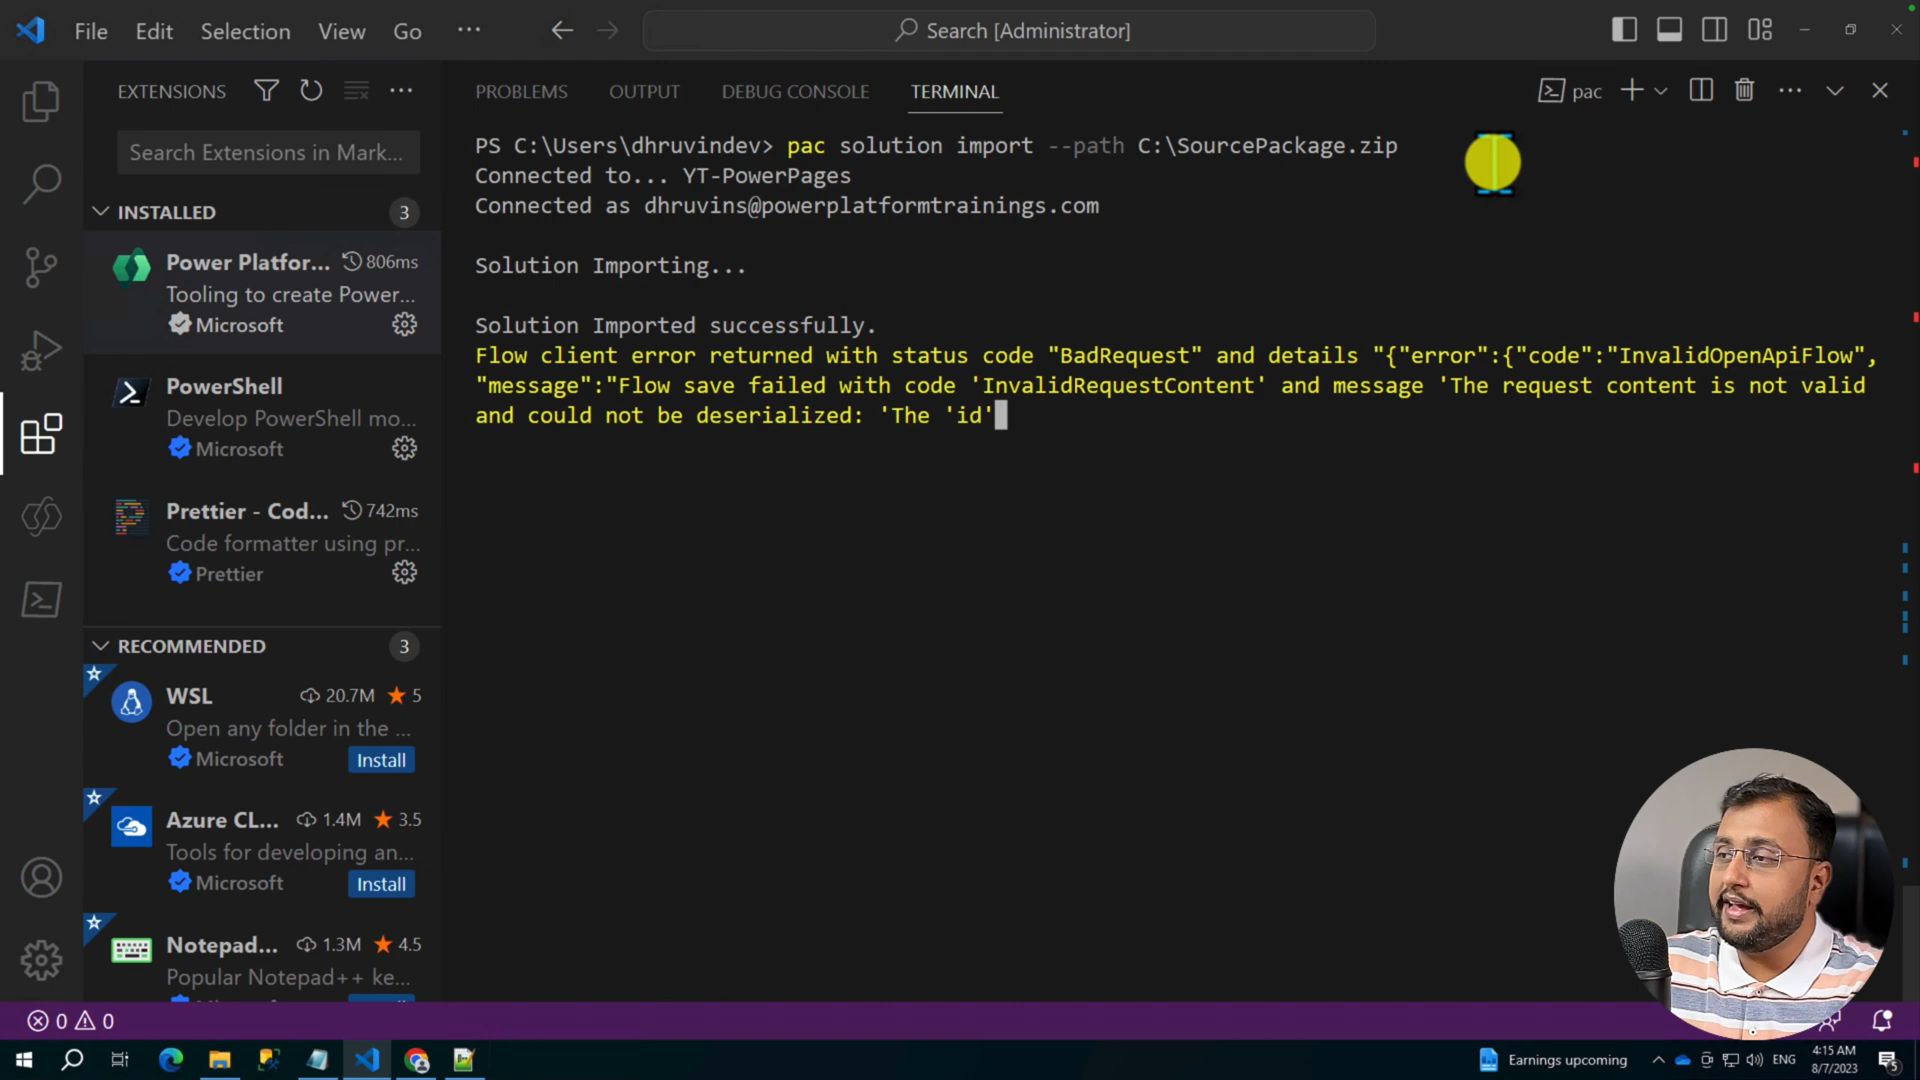 File Edit Selection View Go ...
Search [Administrator]
EXTENSIONS
Search Extensions in Mark...
INSTALLED 3
Power Platfor... 806ms
Tooling to create Power...
Microsoft
PowerShell
Develop PowerShell mo...
Microsoft
Prettier - Cod... 742ms
Code formatter using pr...
Prettier
RECOMMENDED 3
WSL 20.7M ★ 5
Open any folder in the ...
Microsoft Install
Azure CL... 1.4M ★ 3.5
Tools for developing an...
Microsoft Install
Notepad... 1.3M ★ 4.5
Popular Notepad++ ke...
PROBLEMS OUTPUT DEBUG CONSOLE TERMINAL
pac
PS C:\Users\dhruvindev> pac solution import --path C:\SourcePackage.zip
Connected to... YT-PowerPages
Connected as dhruvins@powerplatformtrainings.com
Solution Importing...
Solution Imported successfully.
Flow client error returned with status code "BadRequest" and details "{"error":{"code":"InvalidOpenApiFlow",
"message":"Flow save failed with code 'InvalidRequestContent' and message 'The request content is not valid
and could not be deserialized: 'The 'id'
0 0
Earnings upcoming
ENG
4:15 AM
8/7/2023
5